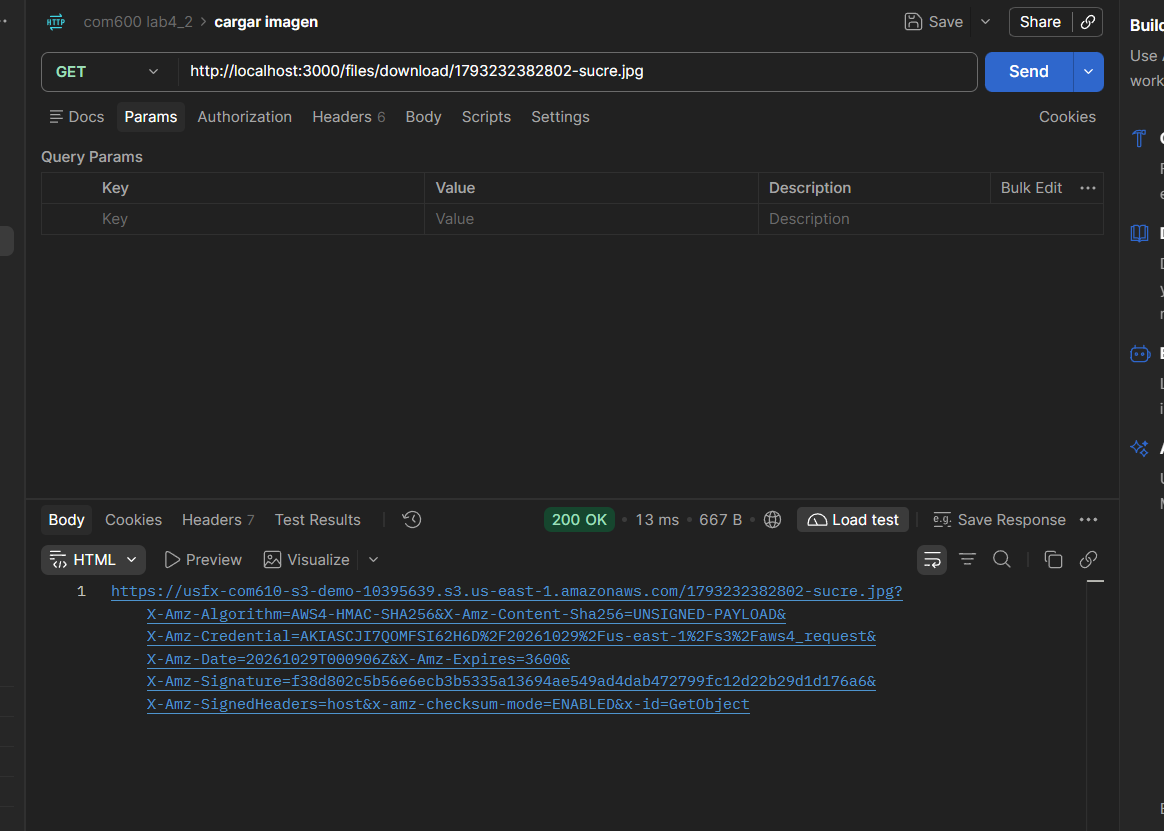 HTTP com600 lab4_2 > cargar imagen Save Share Build
GET http://localhost:3000/files/download/1793232382802-sucre.jpg Send
Use
work
Docs Params Authorization Headers 6 Body Scripts Settings Cookies
Query Params
Key Value Description Bulk Edit
Key Value Description
Body Cookies Headers 7 Test Results 200 OK • 13 ms • 667 B • Load test e.g. Save Response
HTML Preview Visualize
1 https://usfx-com610-s3-demo-10395639.s3.us-east-1.amazonaws.com/1793232382802-sucre.jpg?
X-Amz-Algorithm=AWS4-HMAC-SHA256&X-Amz-Content-Sha256=UNSIGNED-PAYLOAD&
X-Amz-Credential=AKIASCJI7QOMFSI62H6D%2F20261029%2Fus-east-1%2Fs3%2Faws4_request&
X-Amz-Date=20261029T000906Z&X-Amz-Expires=3600&
X-Amz-Signature=f38d802c5b56e6ecb3b5335a13694ae549ad4dab472799fc12d22b29d1d176a6&
X-Amz-SignedHeaders=host&x-amz-checksum-mode=ENABLED&x-id=GetObject